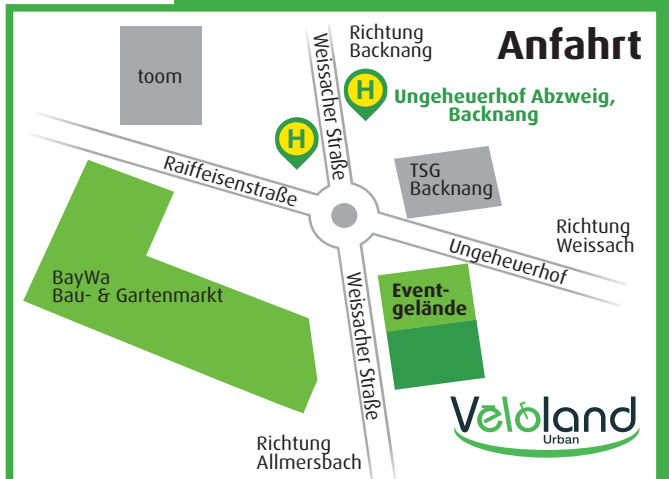 Anfahrt
Richtung
Backnang
toom
Weissacher Straße
H
Ungeheuerhof Abzweig,
Backnang
H
Raiffeisenstraße
TSG
Backnang
Richtung
Weissach
Ungeheuerhof
BayWa
Bau- & Gartenmarkt
Event-
gelände
Weissacher Straße
Veloland
Urban
Richtung
Allmersbach